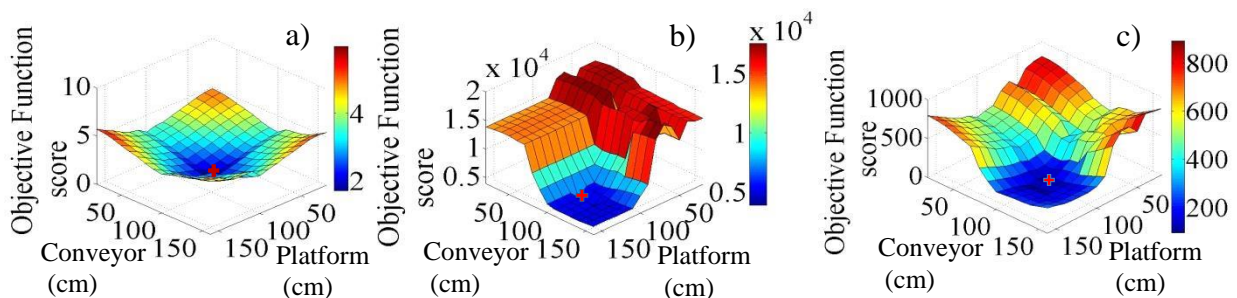 a)
Objective Function
score
10
5
0
50
100
150
Conveyor
(cm)
50
100
150
Platform
(cm)
4
2
b)
x 10^4
Objective Function
score
2
1.5
1
0.5
50
100
150
Conveyor
(cm)
50
100
150
Platform
(cm)
x 10^4
1.5
1
0.5
c)
Objective Function
score
1000
500
0
50
100
150
Conveyor
(cm)
50
100
150
Platform
(cm)
800
600
400
200